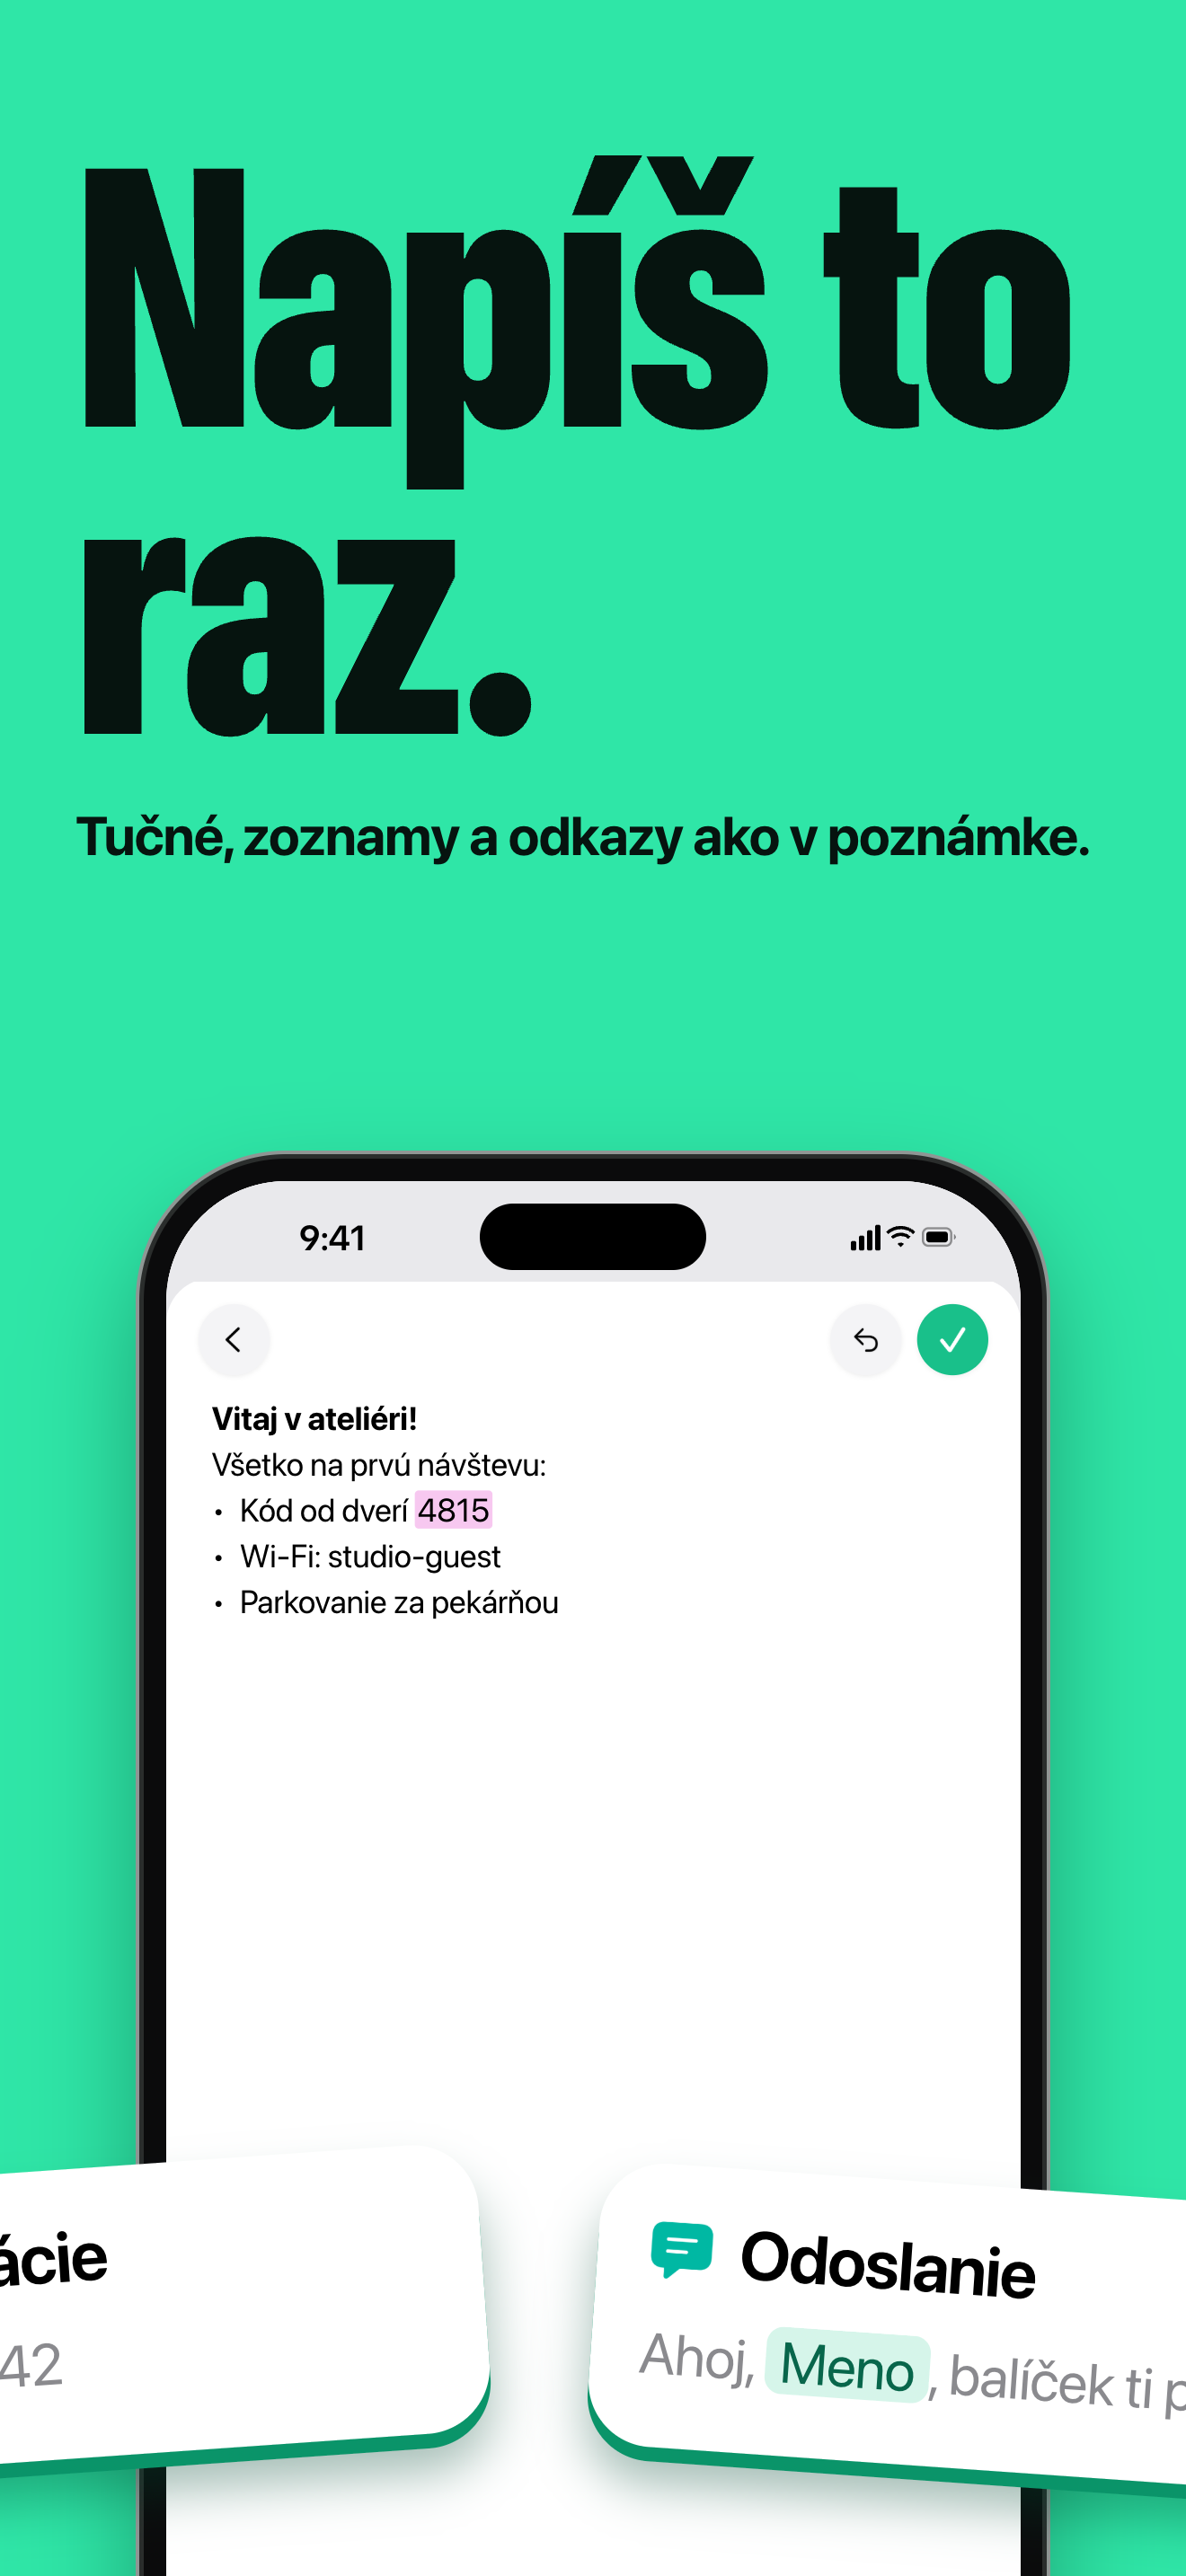 Napíš to
raz.
Tučné, zoznamy a odkazy ako v poznámke.
9:41
Vitaj v ateliéri!
Všetko na prvú návštevu:
• Kód od dverí 4815
• Wi-Fi: studio-guest
• Parkovanie za pekárňou
ácie
42
Odoslanie
Ahoj, Meno, balíček ti p